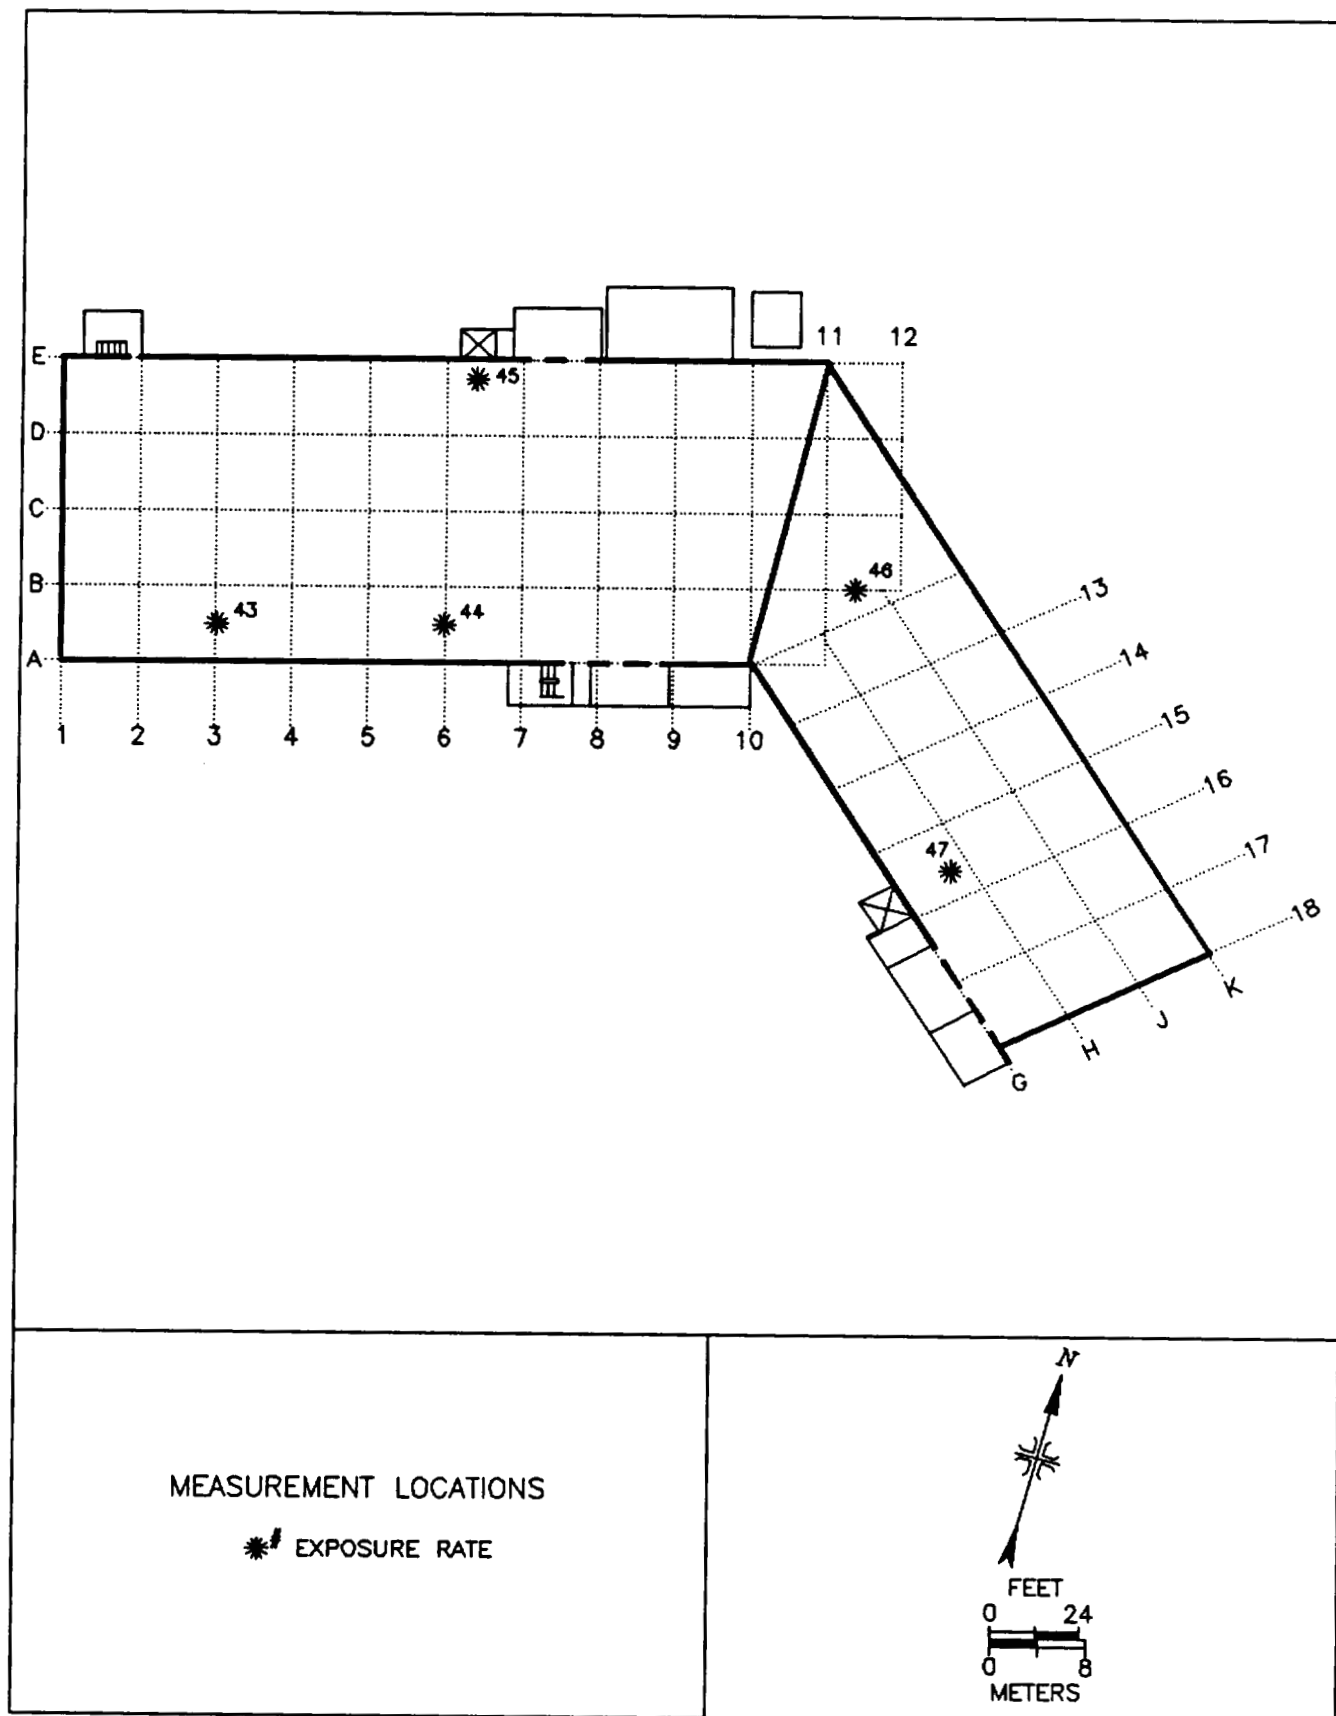 11 12
E
45
D
C
B
46
13
43 44
A
14
1 2 3 4 5 6 7 8 9 10
15
16
47
17
18
K
J
H
G
N
MEASUREMENT LOCATIONS
# EXPOSURE RATE
FEET
0 24
0 8
METERS